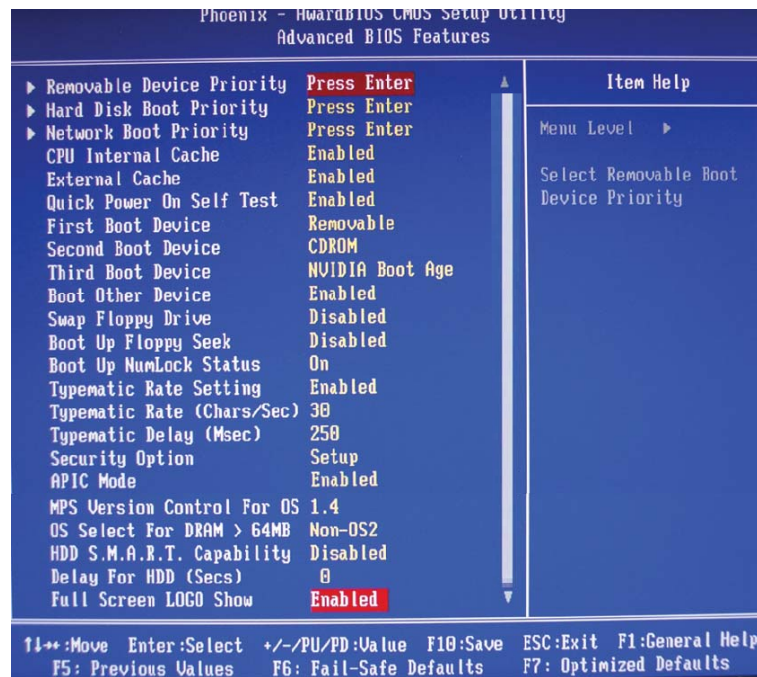 Phoenix - AwardBIOS CMOS Setup Utility
Advanced BIOS Features
Removable Device Priority Press Enter
Hard Disk Boot Priority Press Enter
Network Boot Priority Press Enter
CPU Internal Cache Enabled
External Cache Enabled
Quick Power On Self Test Enabled
First Boot Device Removable
Second Boot Device CDROM
Third Boot Device NVIDIA Boot Age
Boot Other Device Enabled
Swap Floppy Drive Disabled
Boot Up Floppy Seek Disabled
Boot Up NumLock Status On
Typematic Rate Setting Enabled
Typematic Rate (Chars/Sec) 30
Typematic Delay (Msec) 250
Security Option Setup
APIC Mode Enabled
MPS Version Control For OS 1.4
OS Select For DRAM > 64MB Non-OS2
HDD S.M.A.R.T. Capability Disabled
Delay For HDD (Secs) 0
Full Screen LOGO Show Enabled
Item Help
Menu Level
Select Removable Boot
Device Priority
↑↓→←:Move Enter:Select +/-/PU/PD:Value F10:Save ESC:Exit F1:General Help
F5: Previous Values F6: Fail-Safe Defaults F7: Optimized Defaults